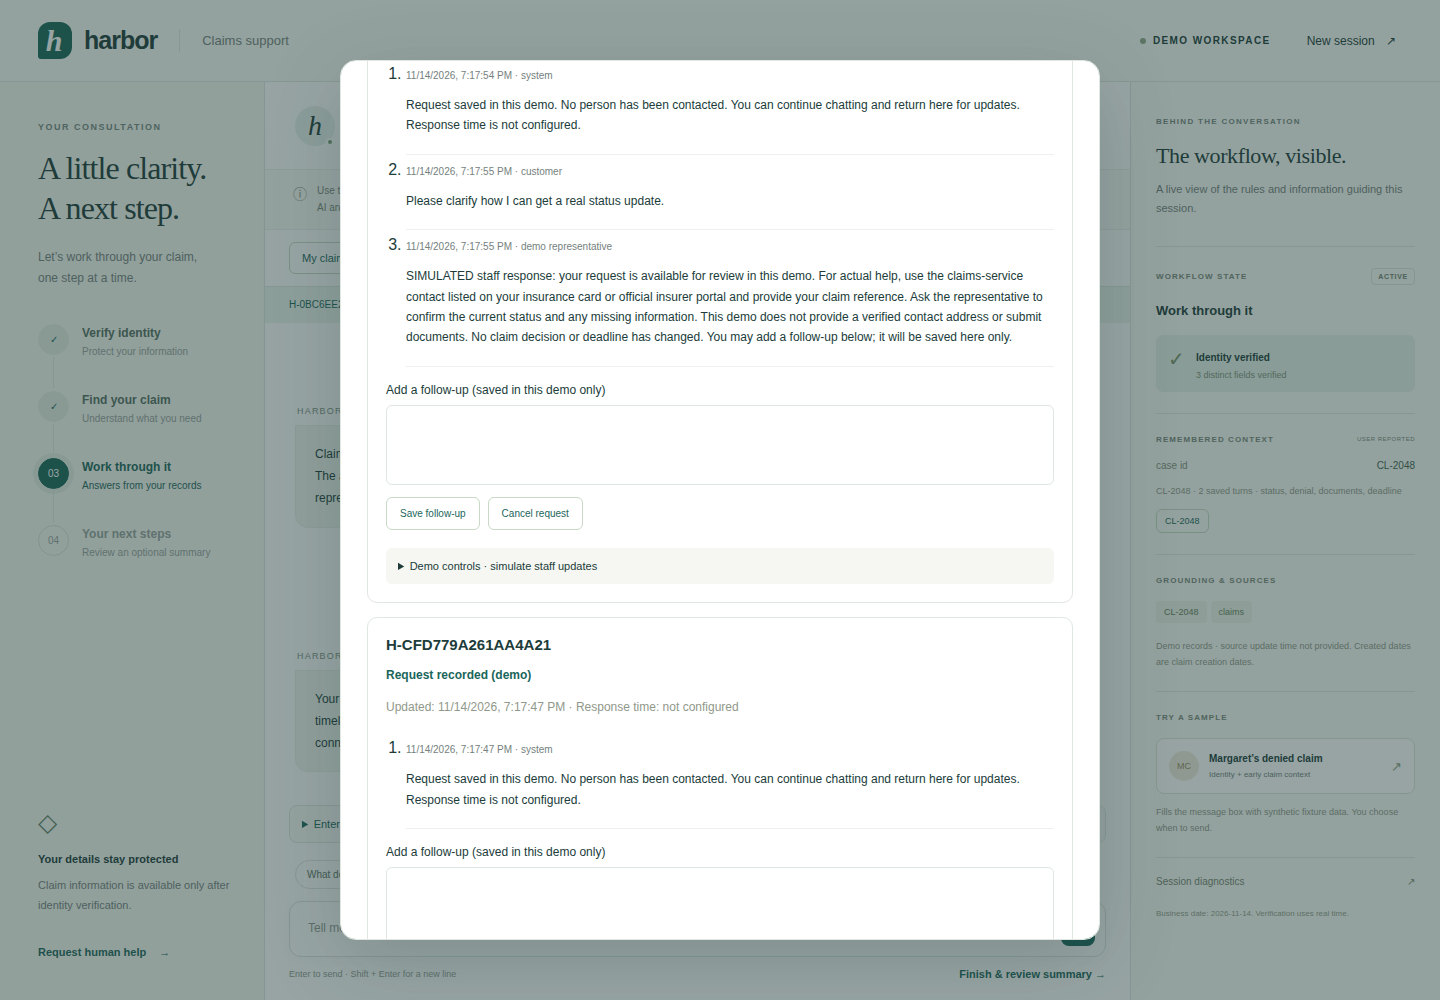 h harbor
Claims support
DEMO WORKSPACE
New session ↗
YOUR CONSULTATION
A little clarity.
A next step.
Let's work through your claim,
one step at a time.
✓ Verify identity
Protect your information
✓ Find your claim
Understand what you need
03 Work through it
Answers from your records
04 Your next steps
Review an optional summary
Your details stay protected
Claim information is available only after
identity verification.
Request human help →
h
Use
AI
My
HARBOR
The
HARBOR
Your
Enter
What
Tell
Enter to send · Shift + Enter for a new line
Finish & review summary →
1. 11/14/2026, 7:17:54 PM · system
Request saved in this demo. No person has been contacted. You can continue chatting and return here for updates.
Response time is not configured.
2. 11/14/2026, 7:17:55 PM · customer
Please clarify how I can get a real status update.
3. 11/14/2026, 7:17:55 PM · demo representative
SIMULATED staff response: your request is available for review in this demo. For actual help, use the claims-service
contact listed on your insurance card or official insurer portal and provide your claim reference. Ask the representative to
confirm the current status and any missing information. This demo does not provide a verified contact address or submit
documents. No claim decision or deadline has changed. You may add a follow-up below; it will be saved here only.
Add a follow-up (saved in this demo only)
Save follow-up
Cancel request
▶ Demo controls · simulate staff updates
H-CFD779A261AA4A21
Request recorded (demo)
Updated: 11/14/2026, 7:17:47 PM · Response time: not configured
1. 11/14/2026, 7:17:47 PM · system
Request saved in this demo. No person has been contacted. You can continue chatting and return here for updates.
Response time is not configured.
Add a follow-up (saved in this demo only)
BEHIND THE CONVERSATION
The workflow, visible.
A live view of the rules and information guiding this
session.
WORKFLOW STATE
ACTIVE
Work through it
✓ Identity verified
3 distinct fields verified
REMEMBERED CONTEXT
USER REPORTED
case id
CL-2048
CL-2048 · 2 saved turns · status, denial, documents, deadline
CL-2048
GROUNDING & SOURCES
CL-2048
claims
Demo records · source update time not provided. Created dates
are claim creation dates.
TRY A SAMPLE
MC Margaret's denied claim ↗
Identity + early claim context
Fills the message box with synthetic fixture data. You choose
when to send.
Session diagnostics ↗
Business date: 2026-11-14. Verification uses real time.